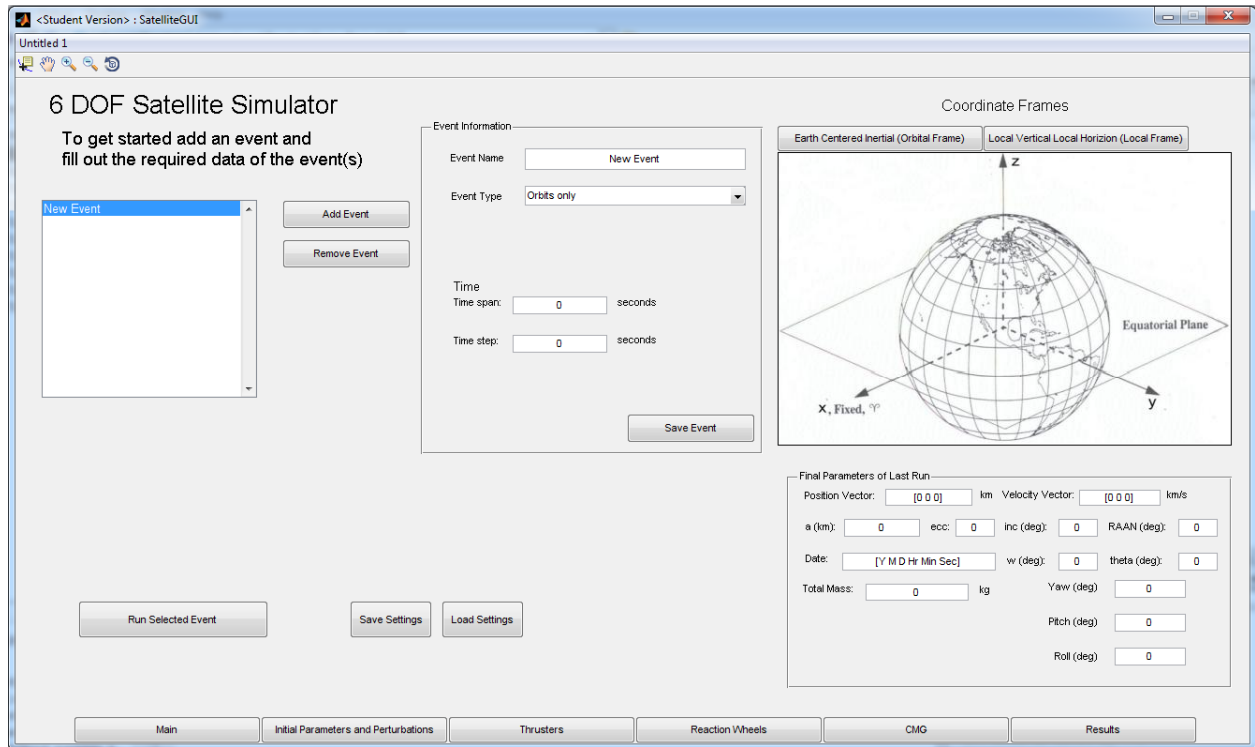 <Student Version> : SatelliteGUI
Untitled 1
6 DOF Satellite Simulator
To get started add an event and
fill out the required data of the event(s)
New Event
Add Event
Remove Event
Event Information
Event Name New Event
Event Type Orbits only
Time
Time span: 0 seconds
Time step: 0 seconds
Save Event
Coordinate Frames
Earth Centered Inertial (Orbital Frame) Local Vertical Local Horizion (Local Frame)
z
Equatorial Plane
x, Fixed, ♈
y
Final Parameters of Last Run
Position Vector: [0 0 0] km Velocity Vector: [0 0 0] km/s
a (km): 0 ecc: 0 inc (deg): 0 RAAN (deg): 0
Date: [Y M D Hr Min Sec] w (deg): 0 theta (deg): 0
Total Mass: 0 kg Yaw (deg) 0
Pitch (deg) 0
Roll (deg) 0
Run Selected Event Save Settings Load Settings
Main Initial Parameters and Perturbations Thrusters Reaction Wheels CMG Results